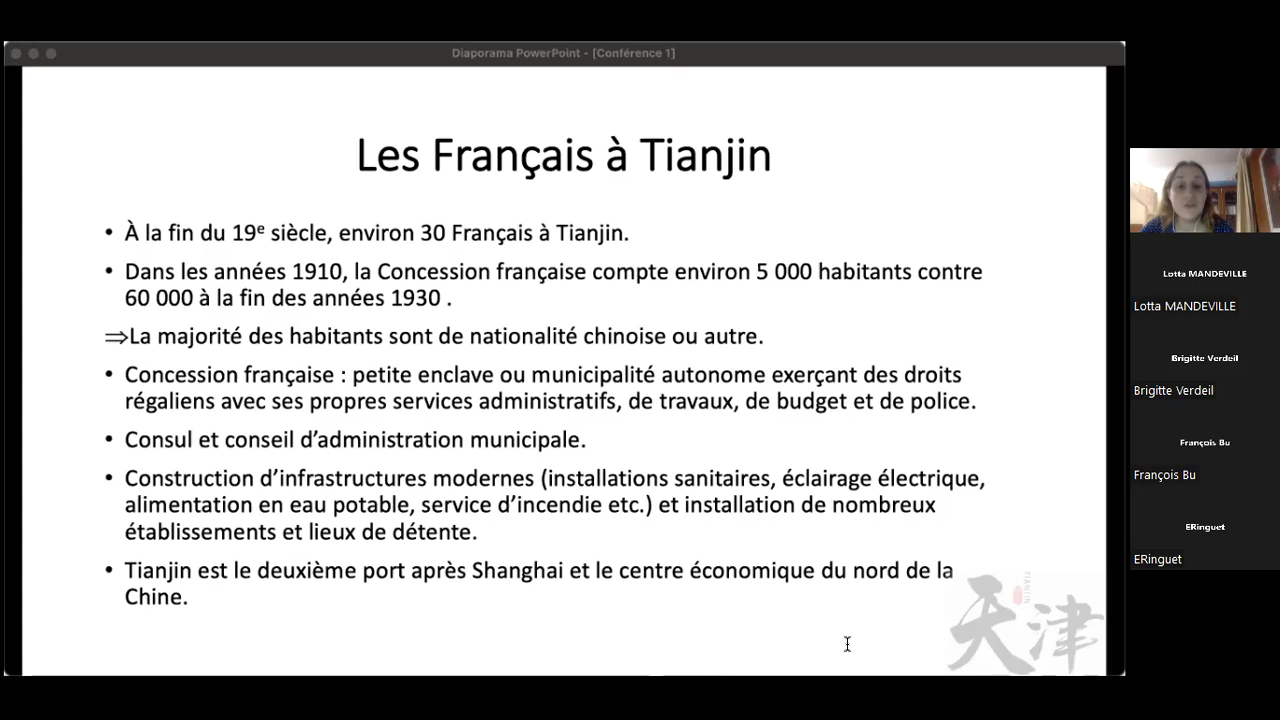 Diaporama PowerPoint - [Conférence 1]
Les Français à Tianjin
• À la fin du 19e siècle, environ 30 Français à Tianjin.
• Dans les années 1910, la Concession française compte environ 5 000 habitants contre
60 000 à la fin des années 1930 .
⇒La majorité des habitants sont de nationalité chinoise ou autre.
• Concession française : petite enclave ou municipalité autonome exerçant des droits
régaliens avec ses propres services administratifs, de travaux, de budget et de police.
• Consul et conseil d’administration municipale.
• Construction d’infrastructures modernes (installations sanitaires, éclairage électrique,
alimentation en eau potable, service d’incendie etc.) et installation de nombreux
établissements et lieux de détente.
• Tianjin est le deuxième port après Shanghai et le centre économique du nord de la
Chine.
天津
TIANJIN
Lotta MANDEVILLE
Lotta MANDEVILLE
Brigitte Verdeil
Brigitte Verdeil
François Bu
François Bu
ERinguet
ERinguet